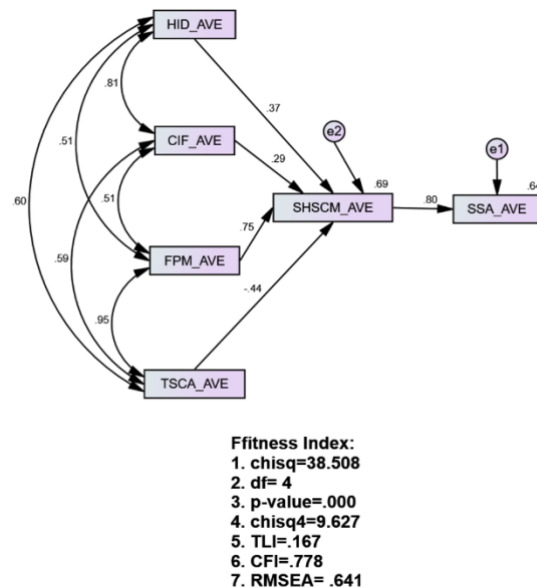 HID_AVE
.81
.37
e2
.51
CIF_AVE
e1
.29
.69
.64
.60
.51
SHSCM_AVE
.80
SSA_AVE
.59
.75
FPM_AVE
-.44
.95
TSCA_AVE
Ffitness Index:
1. chisq=38.508
2. df= 4
3. p-value=.000
4. chisq4=9.627
5. TLI=.167
6. CFI=.778
7. RMSEA= .641